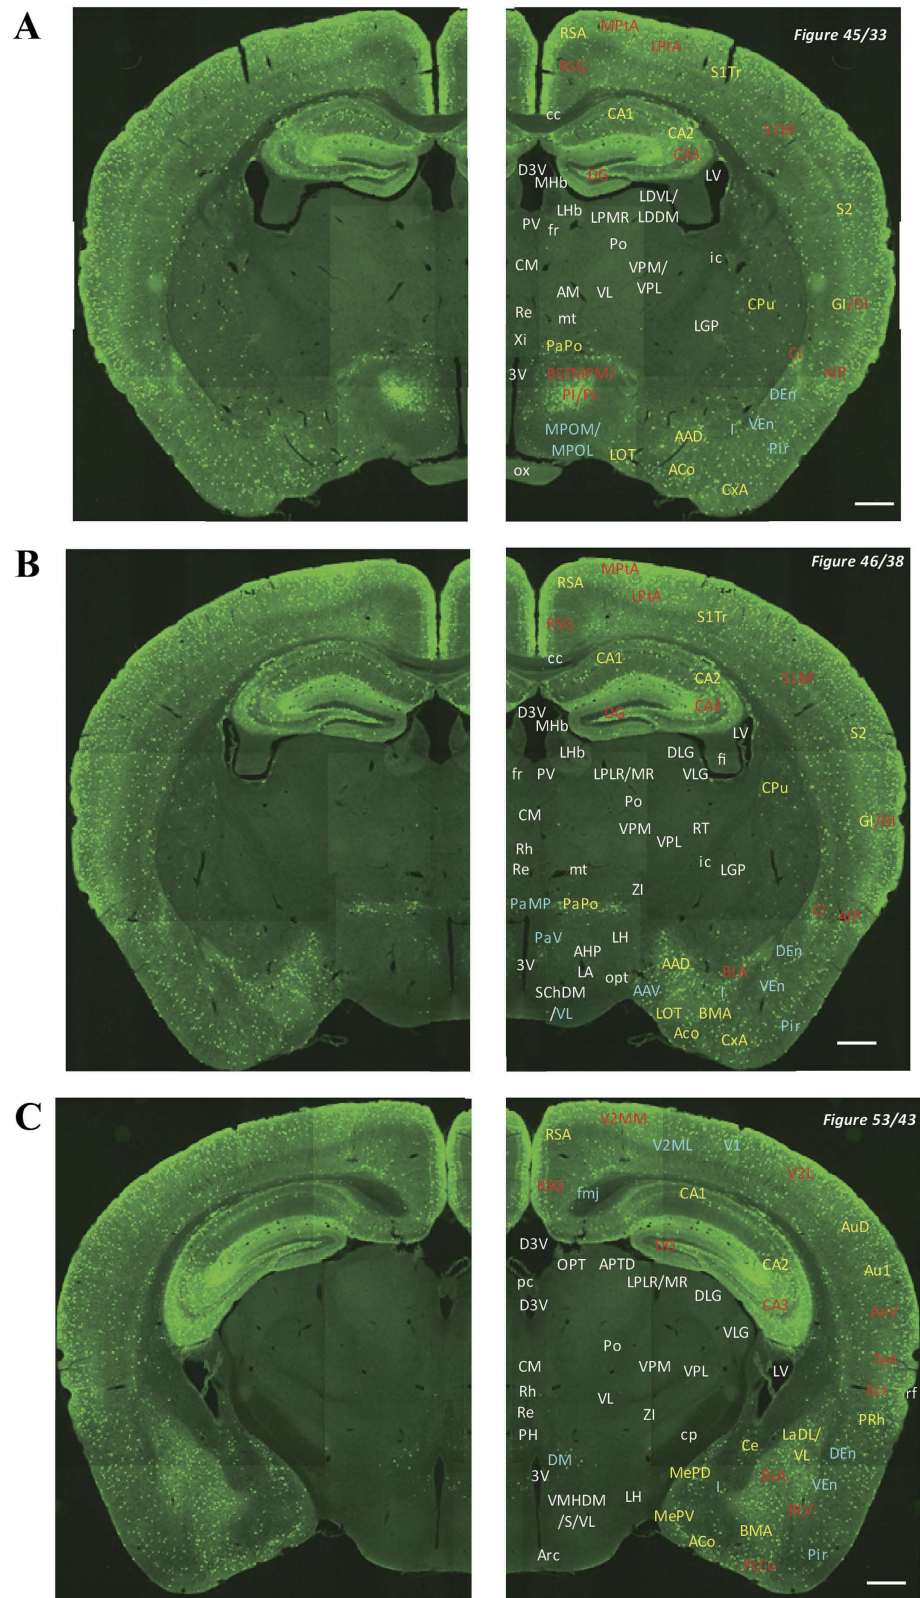 A
Figure 45/33
RSA MPtA
LPtA
RSG
S1Tr
cc
CA1
S1BF
CA2
CA3
D3V
MHb
DG
LV
LDVL/
LDDM
LHb
LPMR
S2
PV
fr
Po
ic
CM
VPM/
VPL
AM
VL
CPu
GI/DI
Re
mt
LGP
Xi
PaPo
Cl
3V
BSTMPM/
PI/PL
AIP
DEn
MPOM/
MPOL
LOT
AAD
I
VEn
Pir
ox
ACo
CxA
B
Figure 46/38
MPtA
RSA
LPtA
RSG
S1Tr
cc
CA1
CA2
S1BF
CA3
D3V
MHb
DG
LV
S2
LHb
DLG
fi
fr
PV
LPLR/MR
VLG
CPu
Po
CM
VPM
RT
GI/DI
VPL
Rh
ic
Re
mt
LGP
ZI
PaMP
PaPo
Cl
AIP
PaV
LH
AHP
DEn
3V
LA
opt
AAD
BLA
SChDM
/VL
AAV
I
VEn
LOT
BMA
Pir
Aco
CxA
C
Figure 53/43
V2MM
RSA
V2ML
V1
V2L
RSG
fmj
CA1
AuD
D3V
DG
OPT
APTD
CA2
Au1
pc
LPLR/MR
D3V
DLG
CA3
AuV
VLG
Po
TeA
CM
VPM
VPL
LV
Rh
VL
Ect
rf
Re
ZI
PRh
PH
cp
Ce
LaDL/
VL
DEn
DM
3V
MePD
BLA
I
VEn
VMHDM
/S/VL
LH
BLV
MePV
BMA
ACo
Arc
Pir
PLCo